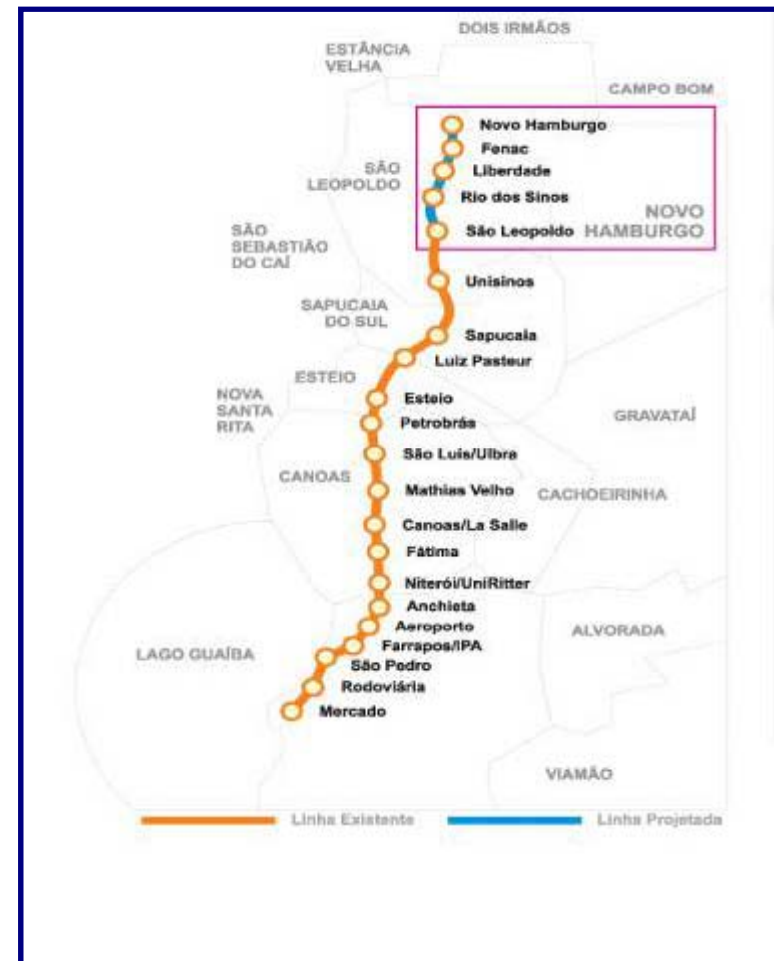 DOIS IRMÃOS
ESTÂNCIA
VELHA
CAMPO BOM
Novo Hamburgo
Fenac
Liberdade
SÃO
LEOPOLDO
Rio dos Sinos
NOVO
HAMBURGO
São Leopoldo
SÃO
SEBASTIÃO
DO CAÍ
Unisinos
SAPUCAIA
DO SUL
Sapucaia
Luiz Pasteur
ESTEIO
NOVA
SANTA
RITA
Esteio
GRAVATAÍ
Petrobrás
São Luís/Ulbra
CANOAS
Mathias Velho
CACHOEIRINHA
Canoas/La Salle
Fátima
Niterói/UniRitter
Anchieta
Aeroporto
ALVORADA
Farrapos/IPA
LAGO GUAÍBA
São Pedro
Rodoviária
Mercado
VIAMÃO
Linha Existente
Linha Projetada